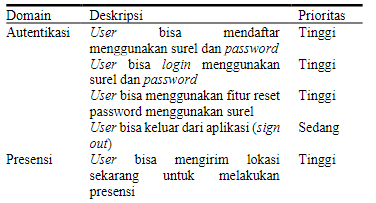 Domain Deskripsi Prioritas
Autentikasi User bisa mendaftar Tinggi
menggunakan surel dan password
User bisa login menggunakan Tinggi
surel dan password
User bisa menggunakan fitur reset Tinggi
password menggunakan surel
User bisa keluar dari aplikasi (sign Sedang
out)
Presensi User bisa mengirim lokasi Tinggi
sekarang untuk melakukan
presensi